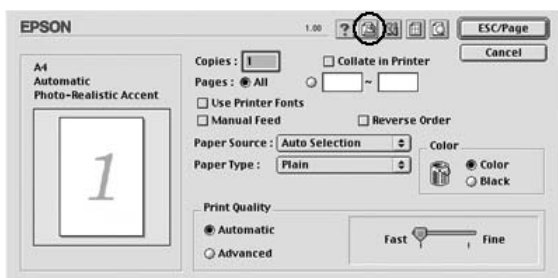 EPSON 1.00 ? ESC/Page
Cancel
A4
Automatic
Photo-Realistic Accent
1
Copies : 1 Collate in Printer
Pages : All ~
Use Printer Fonts
Manual Feed Reverse Order
Paper Source : Auto Selection
Paper Type : Plain
Color
Color
Black
Print Quality
Automatic
Advanced
Fast Fine